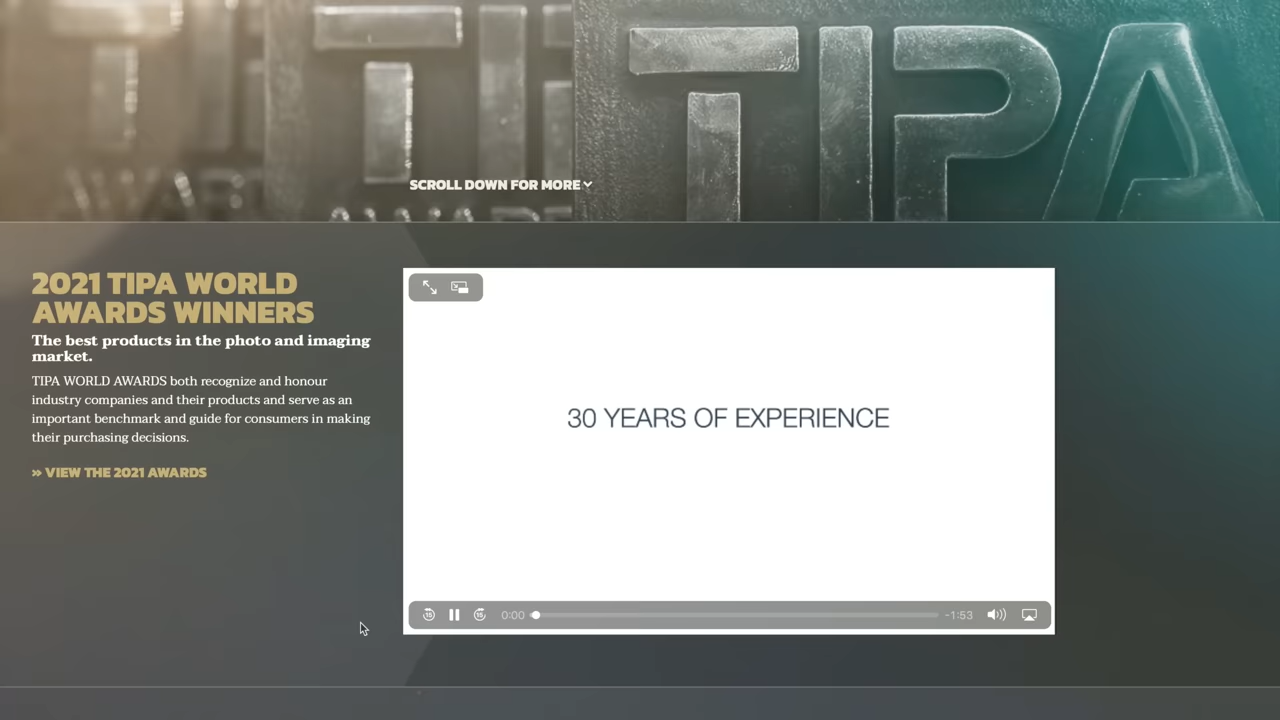 TIPA
SCROLL DOWN FOR MORE
2021 TIPA WORLD
AWARDS WINNERS
The best products in the photo and imaging
market.
TIPA WORLD AWARDS both recognize and honour
industry companies and their products and serve as an
important benchmark and guide for consumers in making
their purchasing decisions.
» VIEW THE 2021 AWARDS
30 YEARS OF EXPERIENCE
15
15
0:00
-1:53